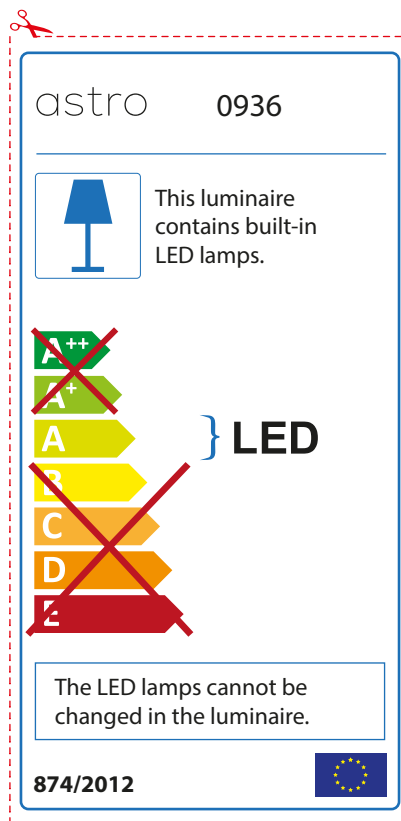 astro 0936
This luminaire
contains built-in
LED lamps.
A++
A+
A
} LED
B
C
D
E
The LED lamps cannot be
changed in the luminaire.
874/2012